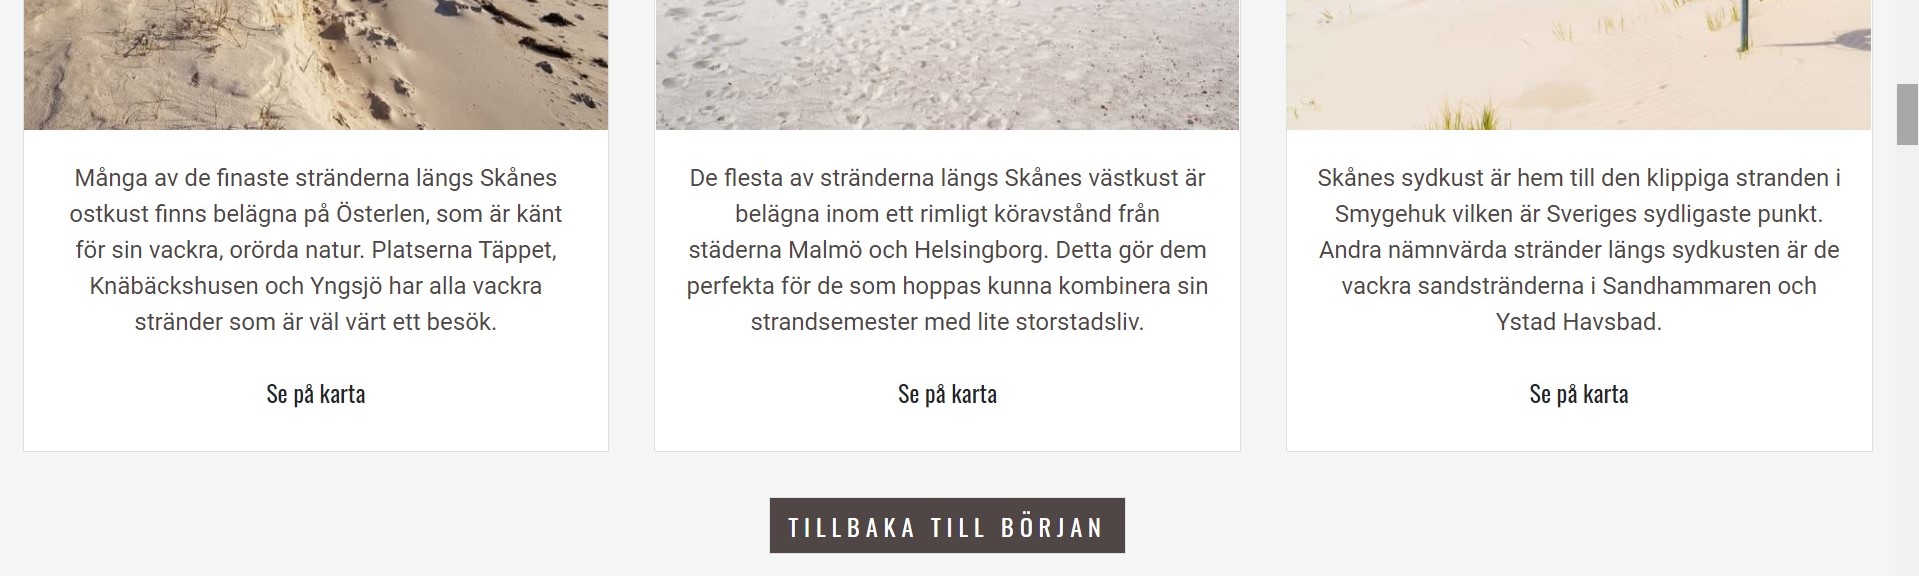 Många av de finaste stränderna längs Skånes
ostkust finns belägna på Österlen, som är känt
för sin vackra, orörda natur. Platserna Täppet,
Knäbäckshusen och Yngsjö har alla vackra
stränder som är väl värt ett besök.
Se på karta
De flesta av stränderna längs Skånes västkust är
belägna inom ett rimligt köravstånd från
städerna Malmö och Helsingborg. Detta gör dem
perfekta för de som hoppas kunna kombinera sin
strandsemester med lite storstadsliv.
Se på karta
Skånes sydkust är hem till den klippiga stranden i
Smygehuk vilken är Sveriges sydligaste punkt.
Andra nämnvärda stränder längs sydkusten är de
vackra sandstränderna i Sandhammaren och
Ystad Havsbad.
Se på karta
TILLBAKA TILL BÖRJAN